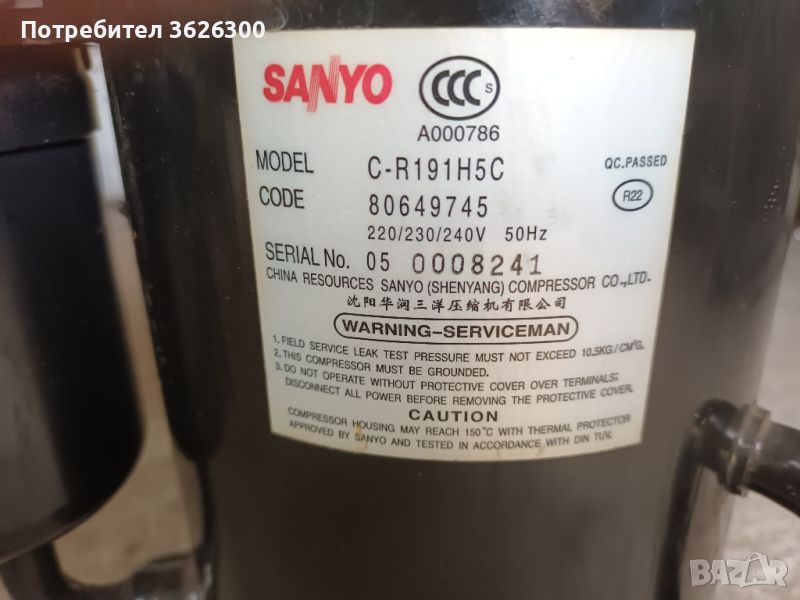 Потребител 3626300
SANYO
CCC S
A000786
MODEL C-R191H5C QC.PASSED
CODE 80649745 R22
220/230/240V 50Hz
SERIAL No. 05 0008241
CHINA RESOURCES SANYO (SHENYANG) COMPRESSOR CO.,LTD.
沈阳华润三洋压缩机有限公司
WARNING-SERVICEMAN
1. FIELD SERVICE LEAK TEST PRESSURE MUST NOT EXCEED 10.5KG/CM²G.
2. THIS COMPRESSOR MUST BE GROUNDED.
3. DO NOT OPERATE WITHOUT PROTECTIVE COVER OVER TERMINALS;
DISCONNECT ALL POWER BEFORE REMOVING THE PROTECTIVE COVER.
CAUTION
COMPRESSOR HOUSING MAY REACH 150°C WITH THERMAL PROTECTOR
APPROVED BY SANYO AND TESTED IN ACCORDANCE WITH DIN TUV.
BAZAR